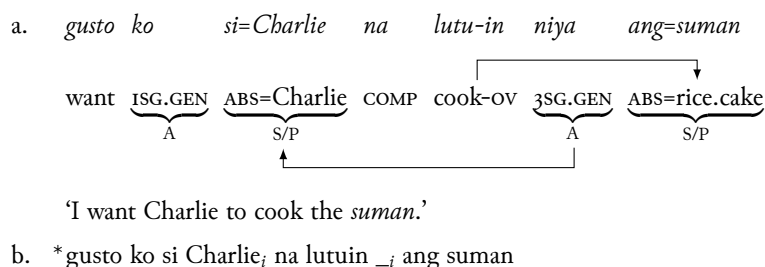 a. gusto ko si=Charlie na lutu-in niya ang=suman
want 1SG.GEN ABS=Charlie COMP cook-OV 3SG.GEN ABS=rice.cake
A S/P A S/P
‘I want Charlie to cook the suman.’
b. *gusto ko si Charlieᵢ na lutuin _ᵢ ang suman